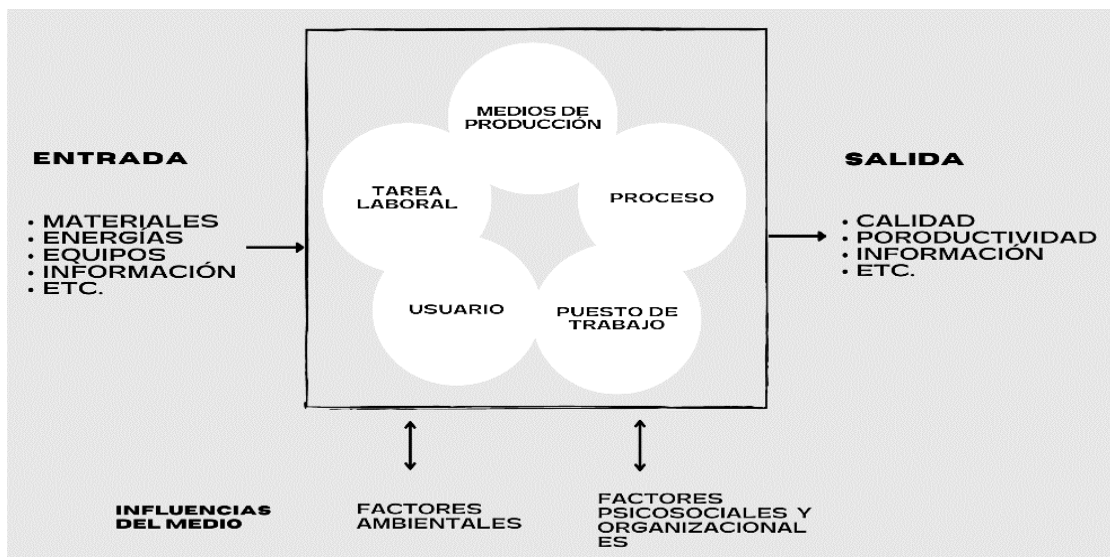 MEDIOS DE
PRODUCCIÓN
ENTRADA
SALIDA
TAREA
LABORAL
PROCESO
• MATERIALES
• ENERGÍAS
• EQUIPOS
• INFORMACIÓN
• ETC.
• CALIDAD
• PORODUCTIVIDAD
• INFORMACIÓN
• ETC.
USUARIO
PUESTO DE
TRABAJO
INFLUENCIAS
DEL MEDIO
FACTORES
AMBIENTALES
FACTORES
PSICOSOCIALES Y
ORGANIZACIONAL
ES